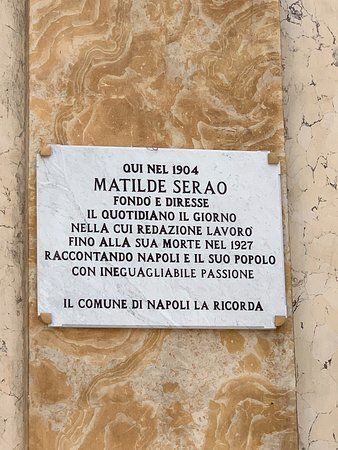 QUI NEL 1904
MATILDE SERAO
FONDÒ E DIRESSE
IL QUOTIDIANO IL GIORNO
NELLA CUI REDAZIONE LAVORÒ
FINO ALLA SUA MORTE NEL 1927
RACCONTANDO NAPOLI E IL SUO POPOLO
CON INEGUAGLIABILE PASSIONE
IL COMUNE DI NAPOLI LA RICORDA